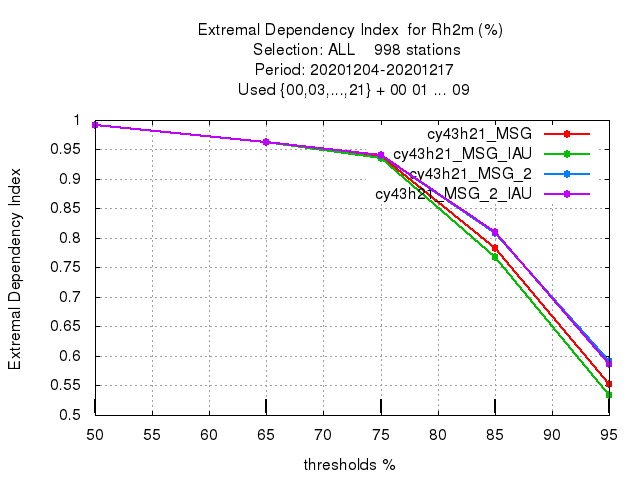 Extremal Dependency Index  for Rh2m (%)
Selection: ALL    998 stations
Period: 20201204-20201217
Used {00,03,...,21} + 00 01 ... 09
Extremal Dependency Index
1
0.95
0.9
0.85
0.8
0.75
0.7
0.65
0.6
0.55
0.5
cy43h21_MSG
cy43h21_MSG_IAU
cy43h21_MSG_2
cy43h21_MSG_2_IAU
50 55 60 65 70 75 80 85 90 95
thresholds %